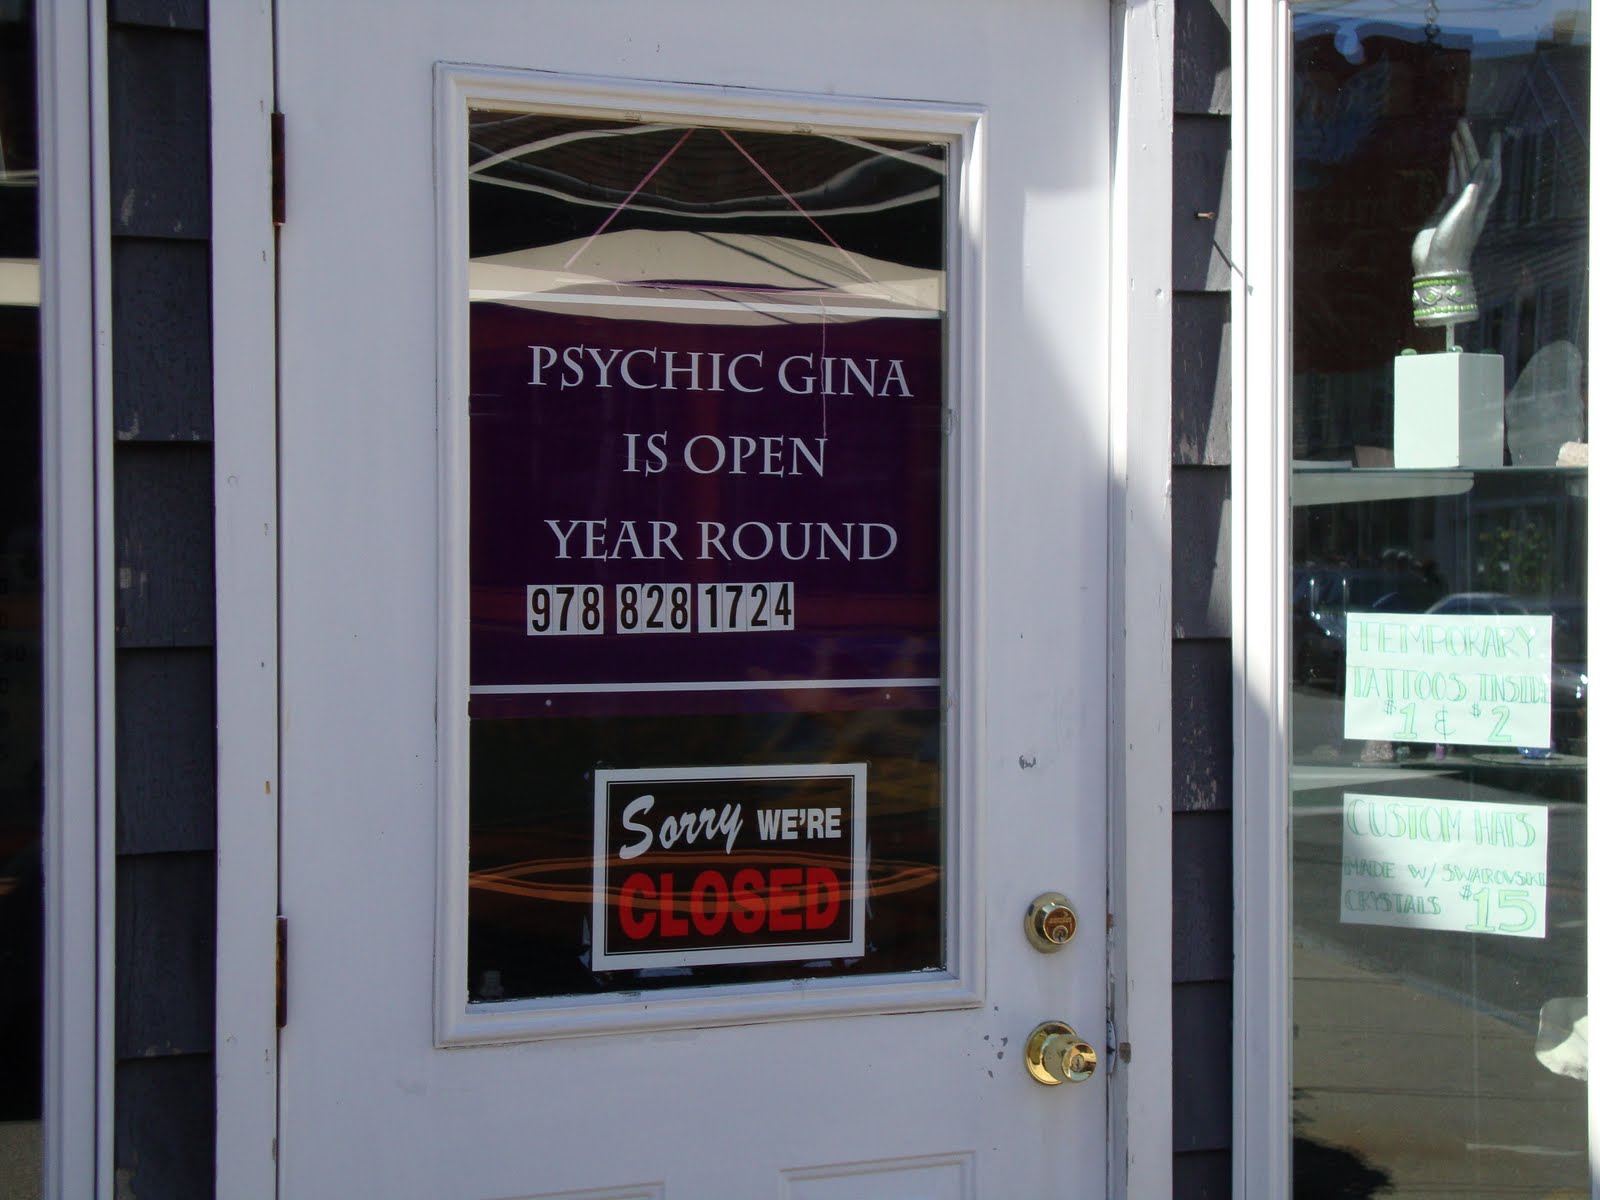 PSYCHIC GINA
IS OPEN
YEAR ROUND
978 828 1724
Sorry WE'RE
CLOSED
TEMPORARY
TATTOOS INSIDE
$1 & $2
CUSTOM HATS
MADE W/ SWAROVSKI
CRYSTALS $15